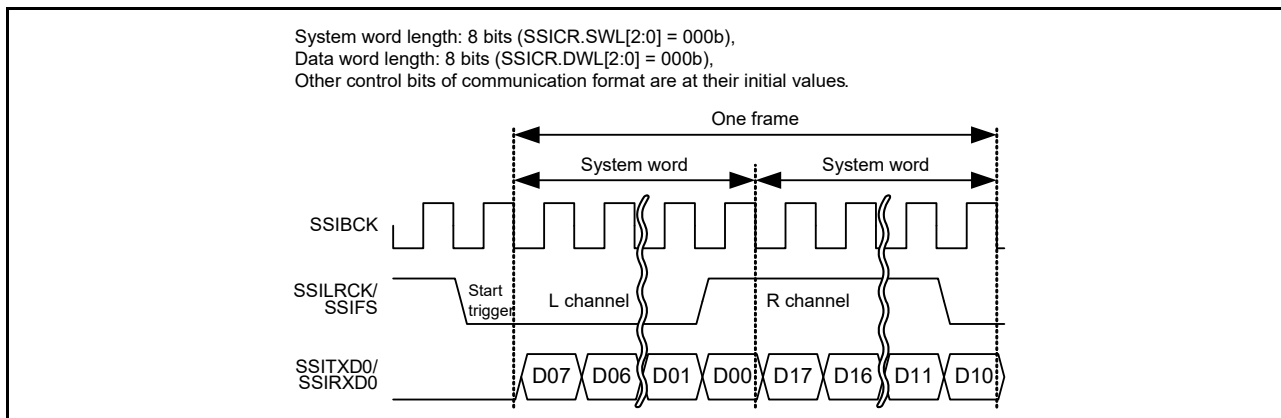 System word length: 8 bits (SSICR.SWL[2:0] = 000b),
Data word length: 8 bits (SSICR.DWL[2:0] = 000b),
Other control bits of communication format are at their initial values.
One frame
System word
System word
SSIBCK
SSILRCK/
SSIFS
Start
trigger
L channel
R channel
SSITXD0/
SSIRXD0
D07
D06
D01
D00
D17
D16
D11
D10